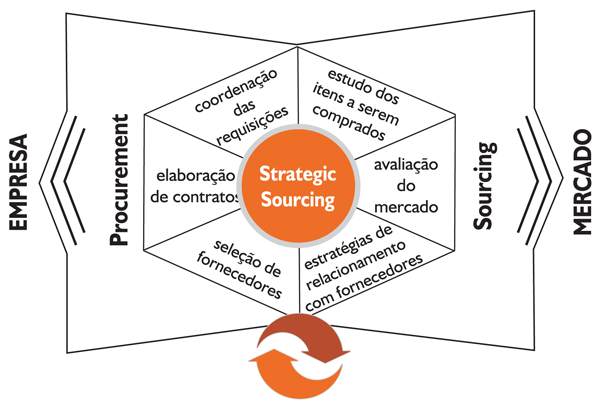 coordenação
das
requisições
estudo dos
itens a serem
comprados
EMPRESA
Procurement
elaboração
de contratos
Strategic
Sourcing
avaliação
do
mercado
Sourcing
MERCADO
seleção de
fornecedores
estratégias de
relacionamento
com fornecedores